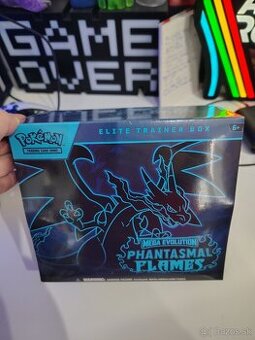 GAME
OVER
POKÉMON
TRADING CARD GAME
ELITE TRAINER BOX
6+
MEGA EVOLUTION
PHANTASMAL
FLAMES